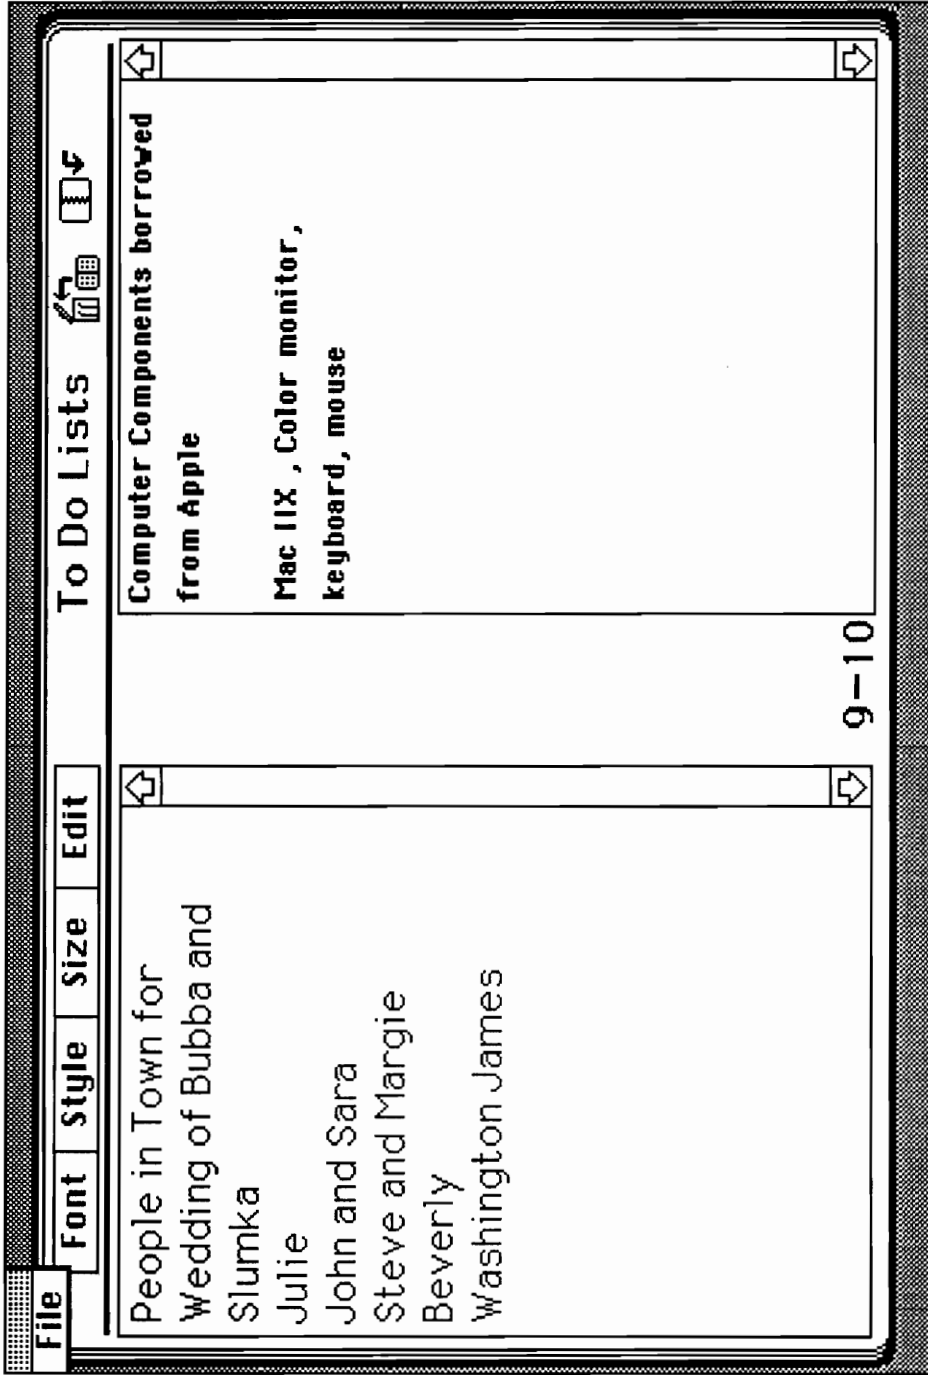 File
Font Style Size Edit
To Do Lists
People in Town for
Wedding of Bubba and
Slumka
Julie
John and Sara
Steve and Margie
Beverly
Washington James
Computer Components borrowed
from Apple
Mac IIX , Color monitor,
keyboard, mouse
9-10